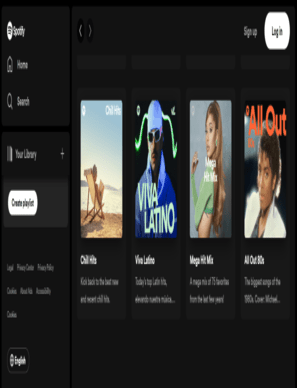 Spotify
Home
Search
Your Library
+
Create playlist
Legal Privacy Center Privacy Policy
Cookies About Ads Accessibility
Cookies
English
Sign up
Log in
Chill Hits
VIVA
LATINO
Mega
Hit Mix
All Out
80s
Chill Hits
Kick back to the best new
and recent chill hits.
Viva Latino
Today's top Latin hits,
elevando nuestra música...
Mega Hit Mix
A mega mix of 75 favorites
from the last few years!
All Out 80s
The biggest songs of the
1980s. Cover: Michael...